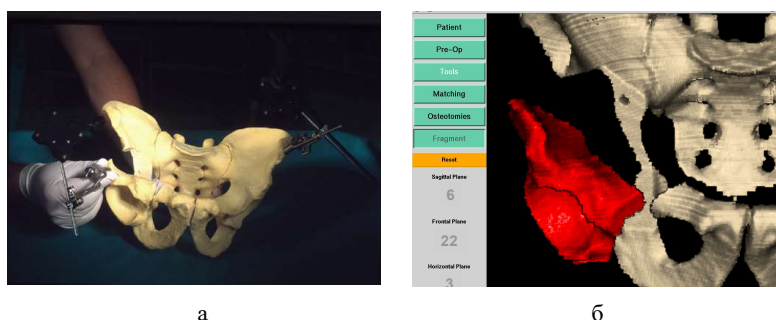 Patient
Pre-Op
Tools
Matching
Osteotomies
Fragment
Reset
Sagittal Plane
6
Frontal Plane
22
Horizontal Plane
3
а
б